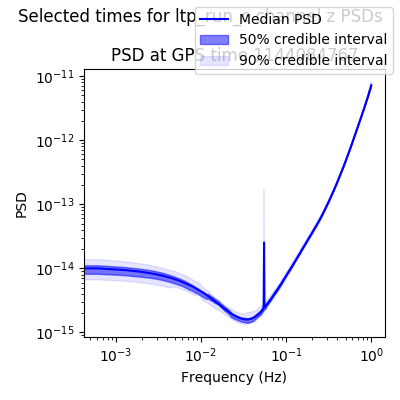 Selected times for ltp_run_ channel z PSDs
PSD at GPS time 1144084767
Median PSD
50% credible interval
90% credible interval
PSD
10⁻¹¹
10⁻¹²
10⁻¹³
10⁻¹⁴
10⁻¹⁵
10⁻³
10⁻²
10⁻¹
10⁰
Frequency (Hz)